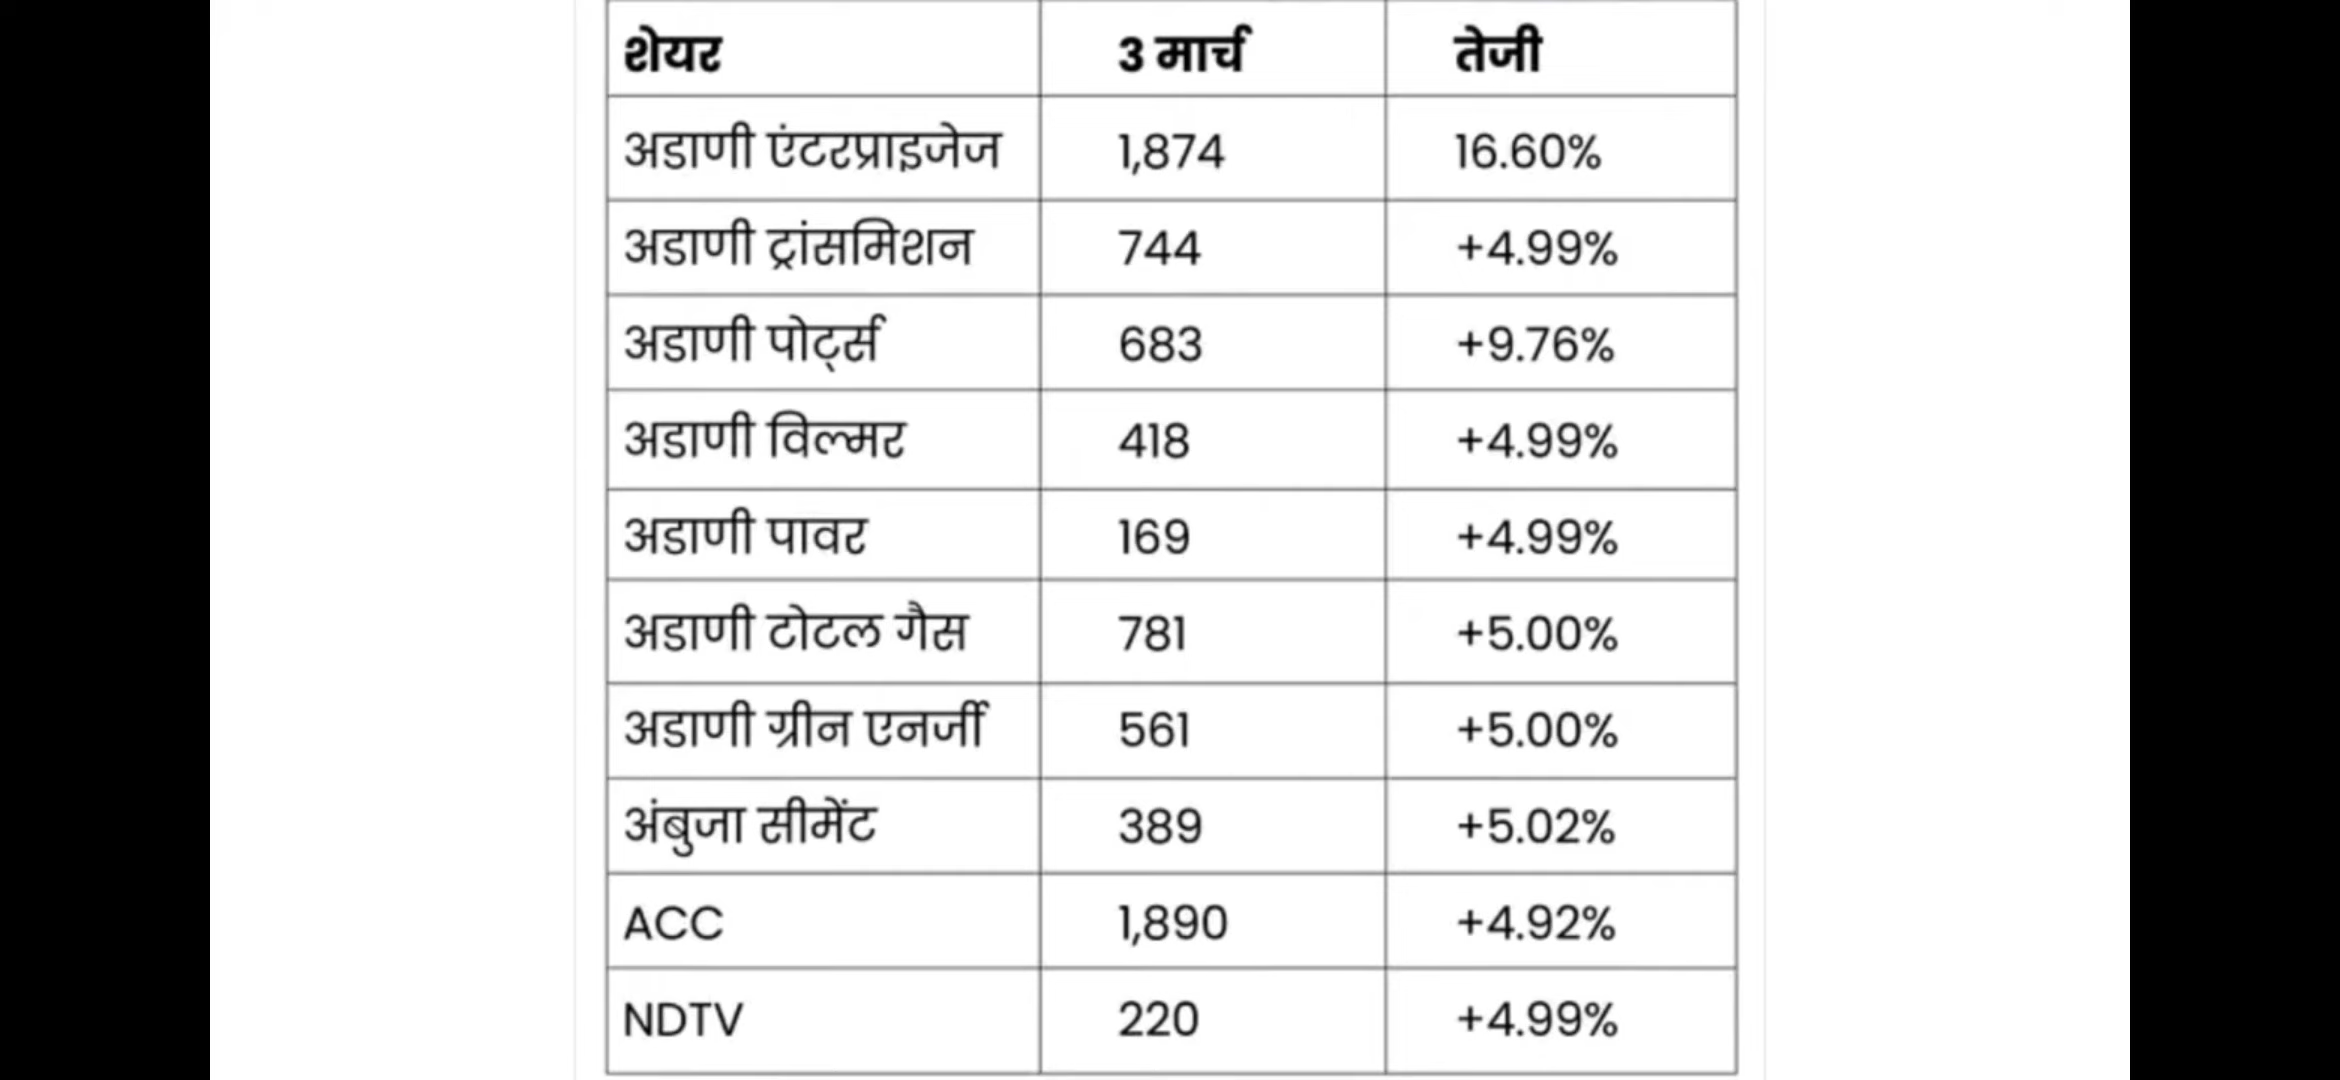 शेयर 3 मार्च तेजी
अडाणी एंटरप्राइजेज 1,874 16.60%
अडाणी ट्रांसमिशन 744 +4.99%
अडाणी पोर्ट्स 683 +9.76%
अडाणी विल्मर 418 +4.99%
अडाणी पावर 169 +4.99%
अडाणी टोटल गैस 781 +5.00%
अडाणी ग्रीन एनर्जी 561 +5.00%
अंबुजा सीमेंट 389 +5.02%
ACC 1,890 +4.92%
NDTV 220 +4.99%